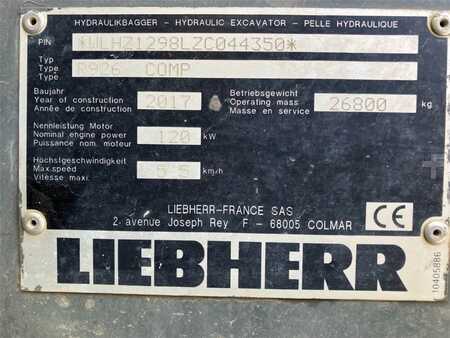 HYDRAULIKBAGGER - HYDRAULIC EXCAVATOR - PELLE HYDRAULIQUE
PIN *WLHZ1298LZC044350*
Typ
Type R926 COMP
Type
Baujahr
Year of construction 2017
Année de construction
Betriebsgewicht
Operating mass 26800 kg
Masse en service
Nennleistung Motor
Nominal engine power 120 kW
Puissance nom. moteur
Höchstgeschwindigkeit
Max.speed 5.5 km/h
Vitesse maxi.
LIEBHERR-FRANCE SAS
2, avenue Joseph Rey F - 68005 COLMAR
CE
LIEBHERR
10405886